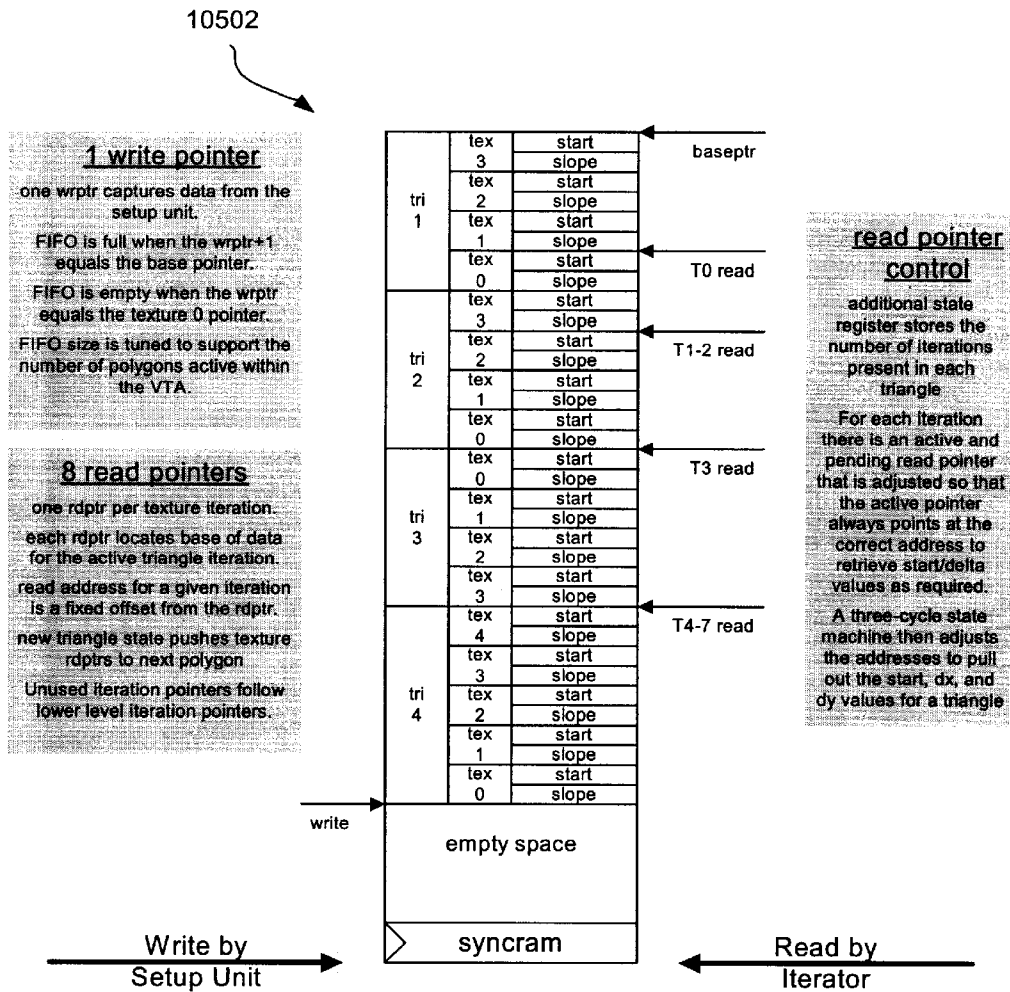 10502
1 write pointer
one wrptr captures data from the
setup unit.
FIFO is full when the wrptr+1
equals the base pointer.
FIFO is empty when the wrptr
equals the texture 0 pointer.
FIFO size is tuned to support the
number of polygons active within
the VTA.
8 read pointers
one rdptr per texture iteration.
each rdptr locates base of data
for the active triangle iteration.
read address for a given iteration
is a fixed offset from the rdptr.
new triangle state pushes texture
rdptrs to next polygon
Unused iteration pointers follow
lower level iteration pointers.
tri
1
tex
3
start
slope
tex
2
start
slope
tex
1
start
slope
tex
0
start
slope
tri
2
tex
3
start
slope
tex
2
start
slope
tex
1
start
slope
tex
0
start
slope
tri
3
tex
0
start
slope
tex
1
start
slope
tex
2
start
slope
tex
3
start
slope
tri
4
tex
4
start
slope
tex
3
start
slope
tex
2
start
slope
tex
1
start
slope
tex
0
start
slope
write
empty space
syncram
baseptr
T0 read
T1-2 read
T3 read
T4-7 read
read pointer
control
additional state
register stores the
number of iterations
present in each
triangle
For each iteration
there is an active and
pending read pointer
that is adjusted so that
the active pointer
always points at the
correct address to
retrieve start/delta
values as required.
A three-cycle state
machine then adjusts
the addresses to pull
out the start, dx, and
dy values for a triangle
Write by
Setup Unit
Read by
Iterator